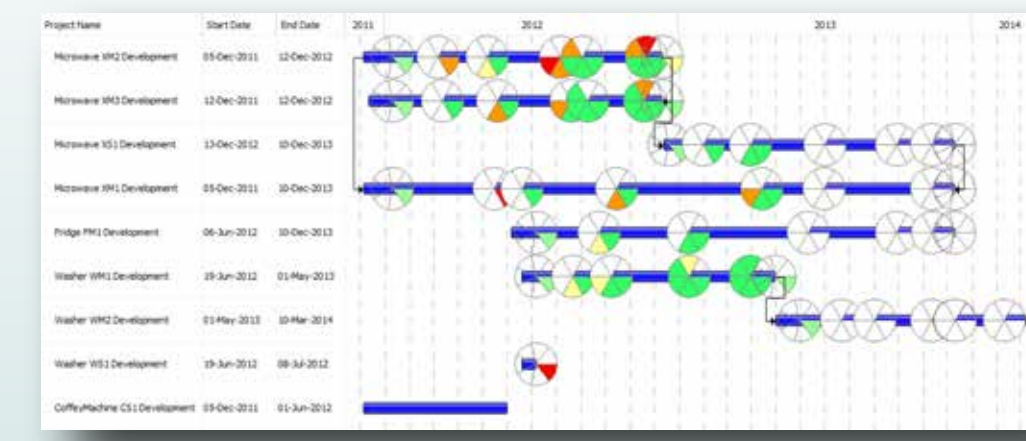 Project Name Start Date End Date 2011 2012 2013 2014
Microwave XM2 Development 05-Dec-2011 12-Dec-2012
Microwave XM3 Development 12-Dec-2011 12-Dec-2012
Microwave XS1 Development 13-Dec-2012 10-Dec-2013
Microwave XM1 Development 05-Dec-2011 10-Dec-2013
Fridge FM1 Development 06-Jun-2012 10-Dec-2013
Washer WM1 Development 19-Jun-2012 01-May-2013
Washer WM2 Development 01-May-2013 10-Mar-2014
Washer WS1 Development 19-Jun-2012 08-Jul-2012
CoffeyMachine CS1 Development 05-Dec-2011 01-Jun-2012